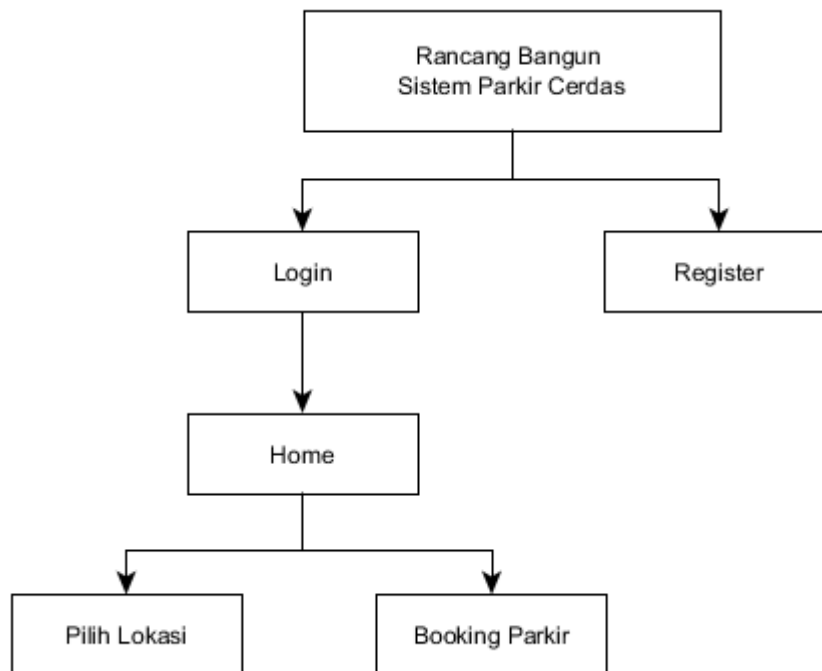 Rancang Bangun
Sistem Parkir Cerdas
Login
Register
Home
Pilih Lokasi
Booking Parkir